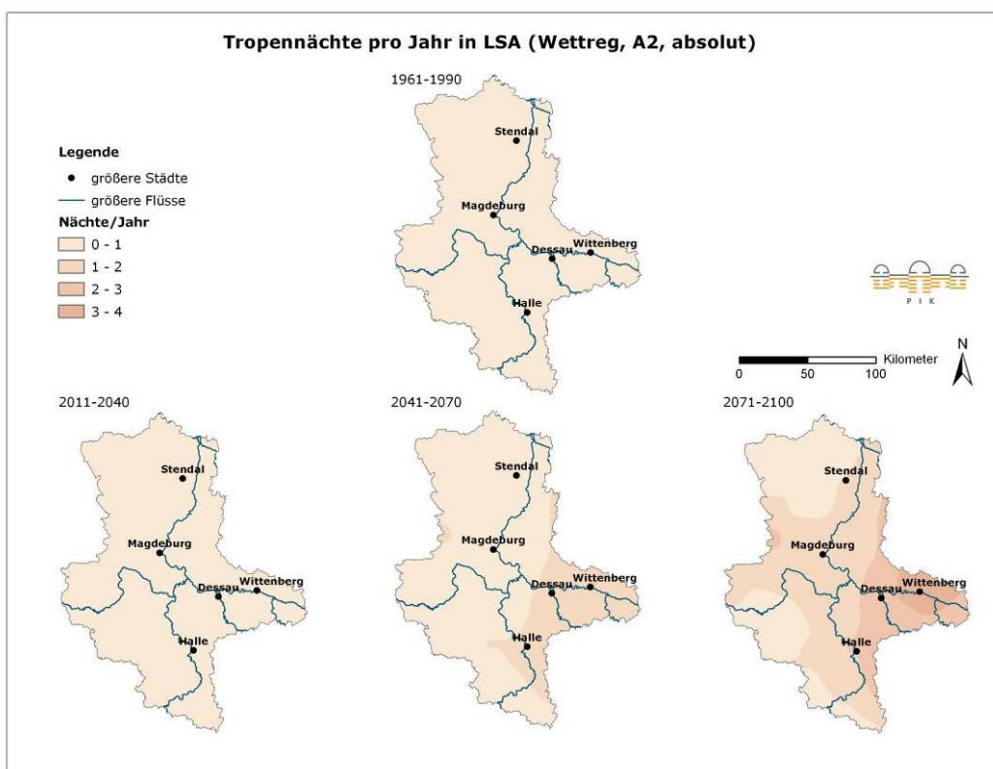 Tropennächte pro Jahr in LSA (Wettreg, A2, absolut)
1961-1990
Stendal
Magdeburg
Dessau
Wittenberg
Halle
Legende
größere Städte
größere Flüsse
Nächte/Jahr
0 - 1
1 - 2
2 - 3
3 - 4
P I K
N
Kilometer
0 50 100
2011-2040
Stendal
Magdeburg
Dessau
Wittenberg
Halle
2041-2070
Stendal
Magdeburg
Dessau
Wittenberg
Halle
2071-2100
Stendal
Magdeburg
Dessau
Wittenberg
Halle